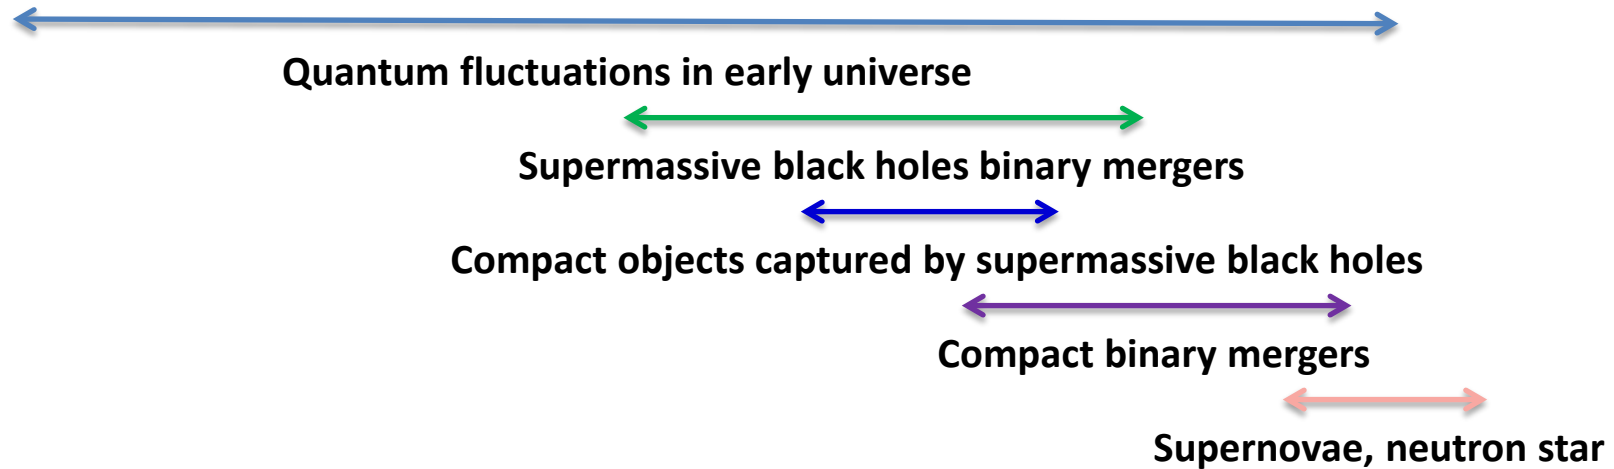 Quantum fluctuations in early universe
Supermassive black holes binary mergers
Compact objects captured by supermassive black holes
Compact binary mergers
Supernovae, neutron star